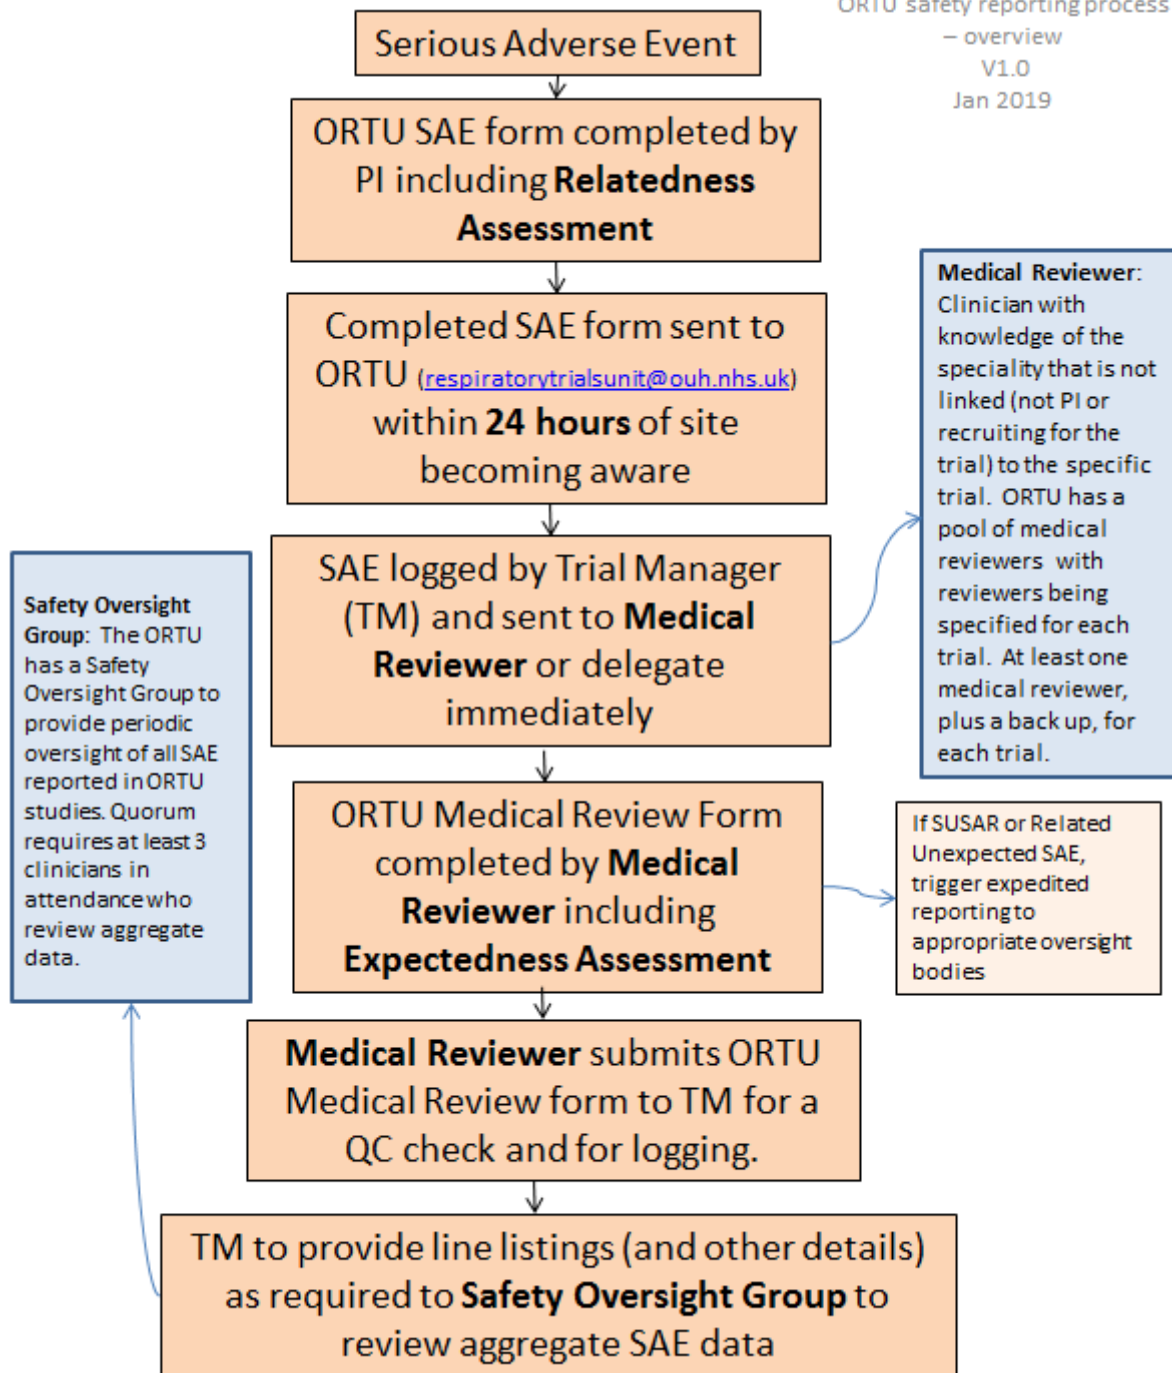 ORTU safety reporting process
– overview
V1.0
Jan 2019
Serious Adverse Event
ORTU SAE form completed by
PI including Relatedness
Assessment
Completed SAE form sent to
ORTU (respiratorytrialsunit@ouh.nhs.uk)
within 24 hours of site
becoming aware
SAE logged by Trial Manager
(TM) and sent to Medical
Reviewer or delegate
immediately
Medical Reviewer:
Clinician with
knowledge of the
speciality that is not
linked (not PI or
recruiting for the
trial) to the specific
trial. ORTU has a
pool of medical
reviewers with
reviewers being
specified for each
trial. At least one
medical reviewer,
plus a back up, for
each trial.
ORTU Medical Review Form
completed by Medical
Reviewer including
Expectedness Assessment
If SUSAR or Related
Unexpected SAE,
trigger expedited
reporting to
appropriate oversight
bodies
Medical Reviewer submits ORTU
Medical Review form to TM for a
QC check and for logging.
TM to provide line listings (and other details)
as required to Safety Oversight Group to
review aggregate SAE data
Safety Oversight
Group: The ORTU
has a Safety
Oversight Group to
provide periodic
oversight of all SAE
reported in ORTU
studies. Quorum
requires at least 3
clinicians in
attendance who
review aggregate
data.